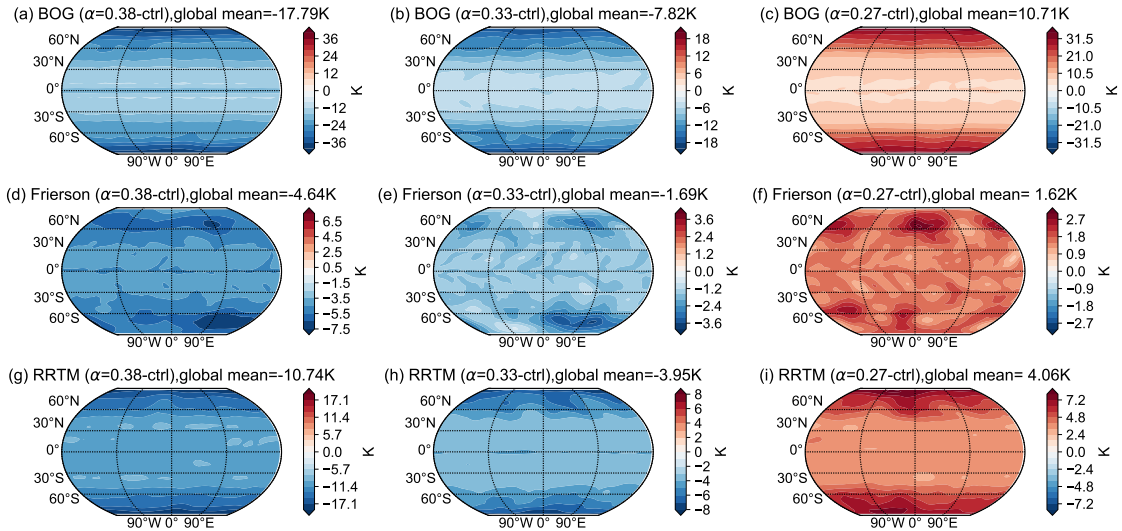 (a) BOG (α=0.38-ctrl),global mean=-17.79K
60°N
30°N
0°
30°S
60°S
90°W 0° 90°E
36
24
12
0
−12
−24
−36
K
(b) BOG (α=0.33-ctrl),global mean=-7.82K
60°N
30°N
0°
30°S
60°S
90°W 0° 90°E
18
12
6
0
−6
−12
−18
K
(c) BOG (α=0.27-ctrl),global mean=10.71K
60°N
30°N
0°
30°S
60°S
90°W 0° 90°E
31.5
21.0
10.5
0.0
−10.5
−21.0
−31.5
K
(d) Frierson (α=0.38-ctrl),global mean=-4.64K
60°N
30°N
0°
30°S
60°S
90°W 0° 90°E
6.5
4.5
2.5
0.5
−1.5
−3.5
−5.5
−7.5
K
(e) Frierson (α=0.33-ctrl),global mean=-1.69K
60°N
30°N
0°
30°S
60°S
90°W 0° 90°E
3.6
2.4
1.2
0.0
−1.2
−2.4
−3.6
K
(f) Frierson (α=0.27-ctrl),global mean= 1.62K
60°N
30°N
0°
30°S
60°S
90°W 0° 90°E
2.7
1.8
0.9
0.0
−0.9
−1.8
−2.7
K
(g) RRTM (α=0.38-ctrl),global mean=-10.74K
60°N
30°N
0°
30°S
60°S
90°W 0° 90°E
17.1
11.4
5.7
0.0
−5.7
−11.4
−17.1
K
(h) RRTM (α=0.33-ctrl),global mean=-3.95K
60°N
30°N
0°
30°S
60°S
90°W 0° 90°E
8
6
4
2
0
−2
−4
−6
−8
K
(i) RRTM (α=0.27-ctrl),global mean= 4.06K
60°N
30°N
0°
30°S
60°S
90°W 0° 90°E
7.2
4.8
2.4
0.0
−2.4
−4.8
−7.2
K